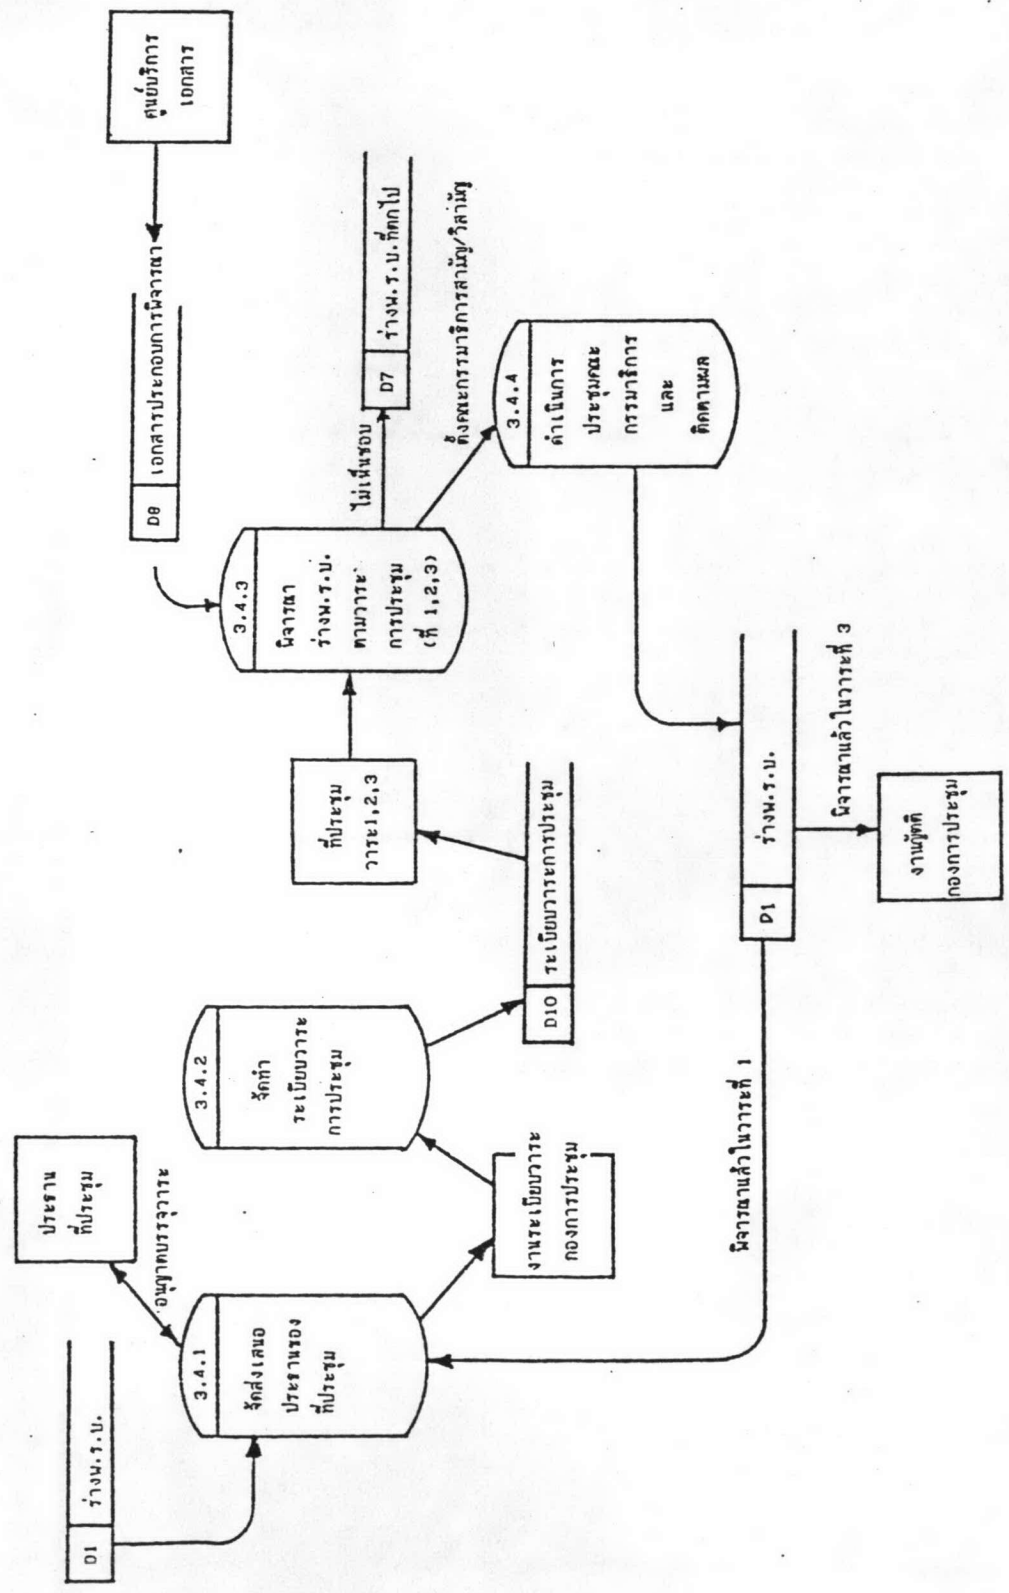 D1
ร่างพ.ร.บ.
ประธาน
ที่ประชุม
อนุญาตบรรจุวาระ
3.4.1
จัดส่งเสนอ
ประธานของ
ที่ประชุม
งานระเบียบวาระ
กองการประชุม
3.4.2
จัดทำ
ระเบียบวาระ
การประชุม
D10
ระเบียบวาระการประชุม
ที่ประชุม
วาระ1,2,3
ศูนย์บริการ
เอกสาร
D8
เอกสารประกอบการพิจารณา
3.4.3
พิจารณา
ร่างพ.ร.บ.
ตามวาระ
การประชุม
(ที่ 1,2,3)
ไม่เห็นชอบ
D7
ร่างพ.ร.บ.ที่ตกไป
ตั้งคณะกรรมาธิการสามัญ/วิสามัญ
3.4.4
ดำเนินการ
ประชุมคณะ
กรรมาธิการ
และ
ติดตามผล
D1
ร่างพ.ร.บ.
พิจารณาแล้วในวาระที่ 3
งานญัตติ
กองการประชุม
พิจารณาแล้วในวาระที่ 1